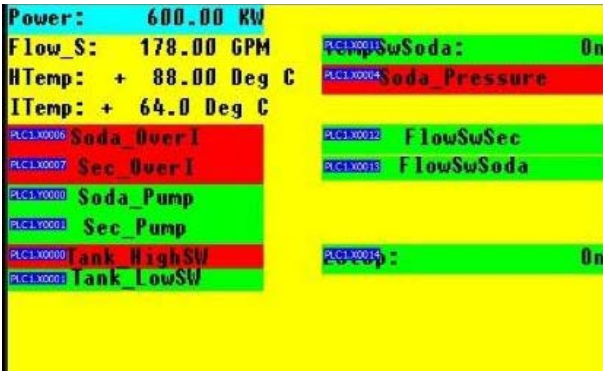 Power: 600.00 KW
Flow_S: 178.00 GPM
HTemp: + 88.00 Deg C
ITemp: + 64.0 Deg C
PLC1.X0011 SwSoda: On
PLC1.X0004 Soda_Pressure
PLC1.X0006 Soda_OverI
PLC1.X0007 Sec_OverI
PLC1.X0012 FlowSwSec
PLC1.X0013 FlowSwSoda
PLC1.Y0000 Soda_Pump
PLC1.Y0001 Sec_Pump
PLC1.X0000 Tank_HighSW
PLC1.X0001 Tank_LowSW
PLC1.X0014 : On